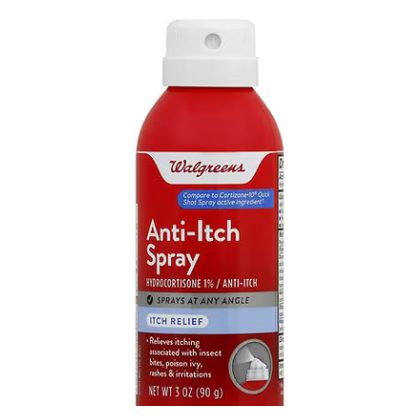 Walgreens
Compare to Cortizone-10® Quick
Shot Spray active ingredient††
Anti-Itch
Spray
HYDROCORTISONE 1% / ANTI-ITCH
SPRAYS AT ANY ANGLE
ITCH RELIEF
• Relieves itching
associated with insect
bites, poison ivy,
rashes & irritations
NET WT 3 OZ (90 g)